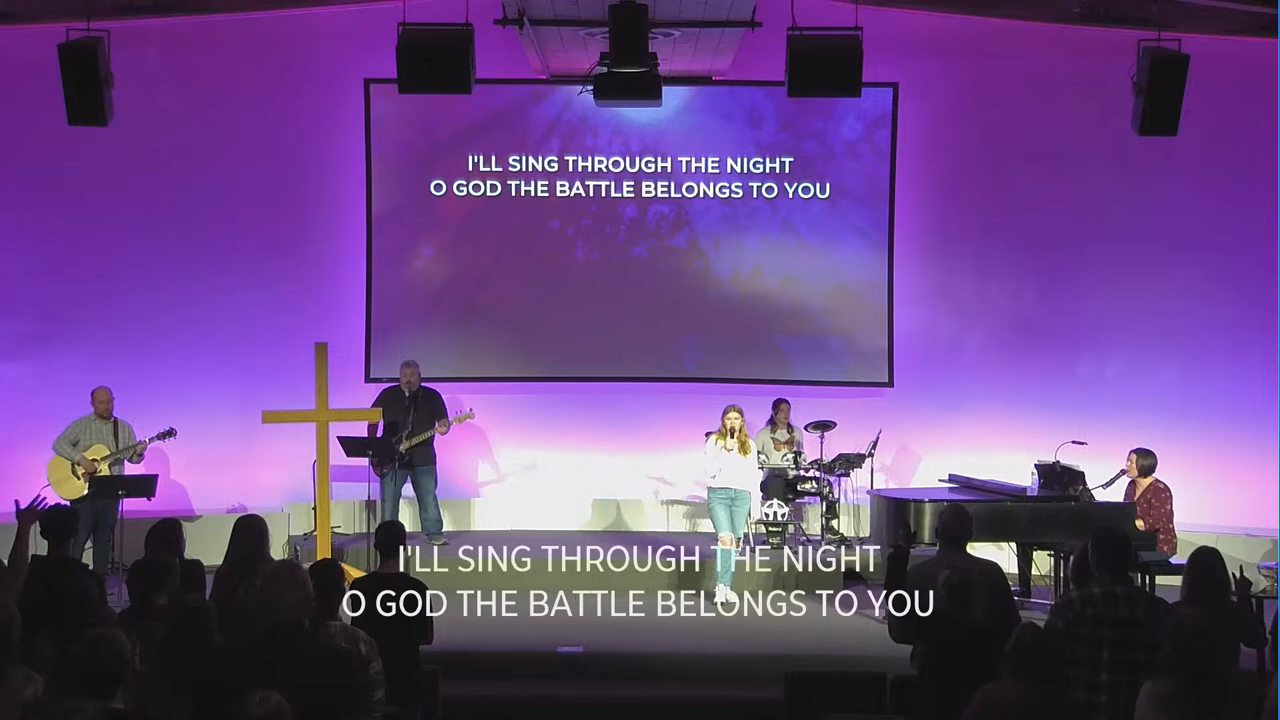 I'LL SING THROUGH THE NIGHT
O GOD THE BATTLE BELONGS TO YOU
I'LL SING THROUGH THE NIGHT
O GOD THE BATTLE BELONGS TO YOU